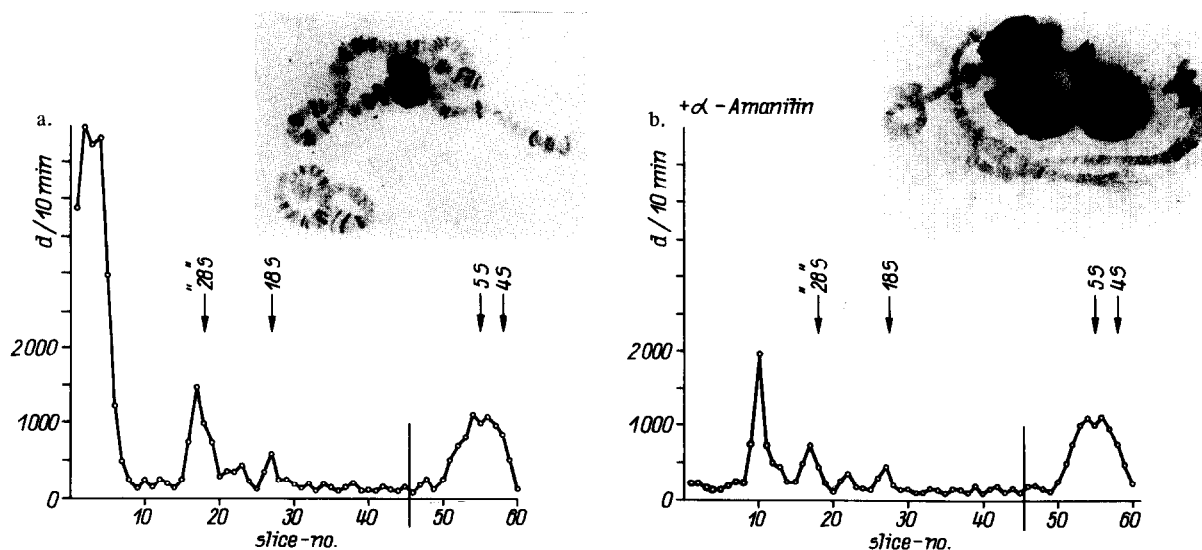 a.
d/10 min
2000
1000
0
" "
28S
18S
5S
4S
10
20
30
40
50
60
slice-no.
b.
+α-Amanitin
d/10 min
2000
1000
0
" "
28S
18S
5S
4S
10
20
30
40
50
60
slice-no.